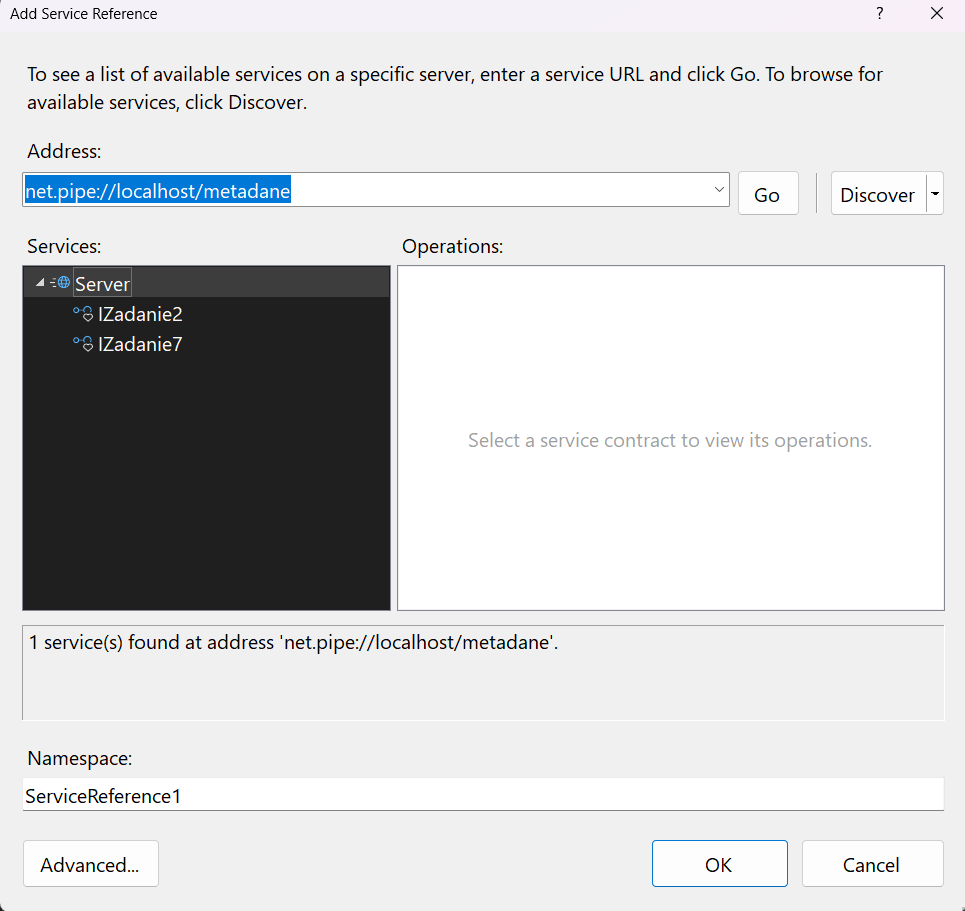 Add Service Reference
?
To see a list of available services on a specific server, enter a service URL and click Go. To browse for
available services, click Discover.
Address:
net.pipe://localhost/metadane
Go
Discover
Services:
Operations:
Server
IZadanie2
IZadanie7
Select a service contract to view its operations.
1 service(s) found at address 'net.pipe://localhost/metadane'.
Namespace:
ServiceReference1
Advanced...
OK
Cancel